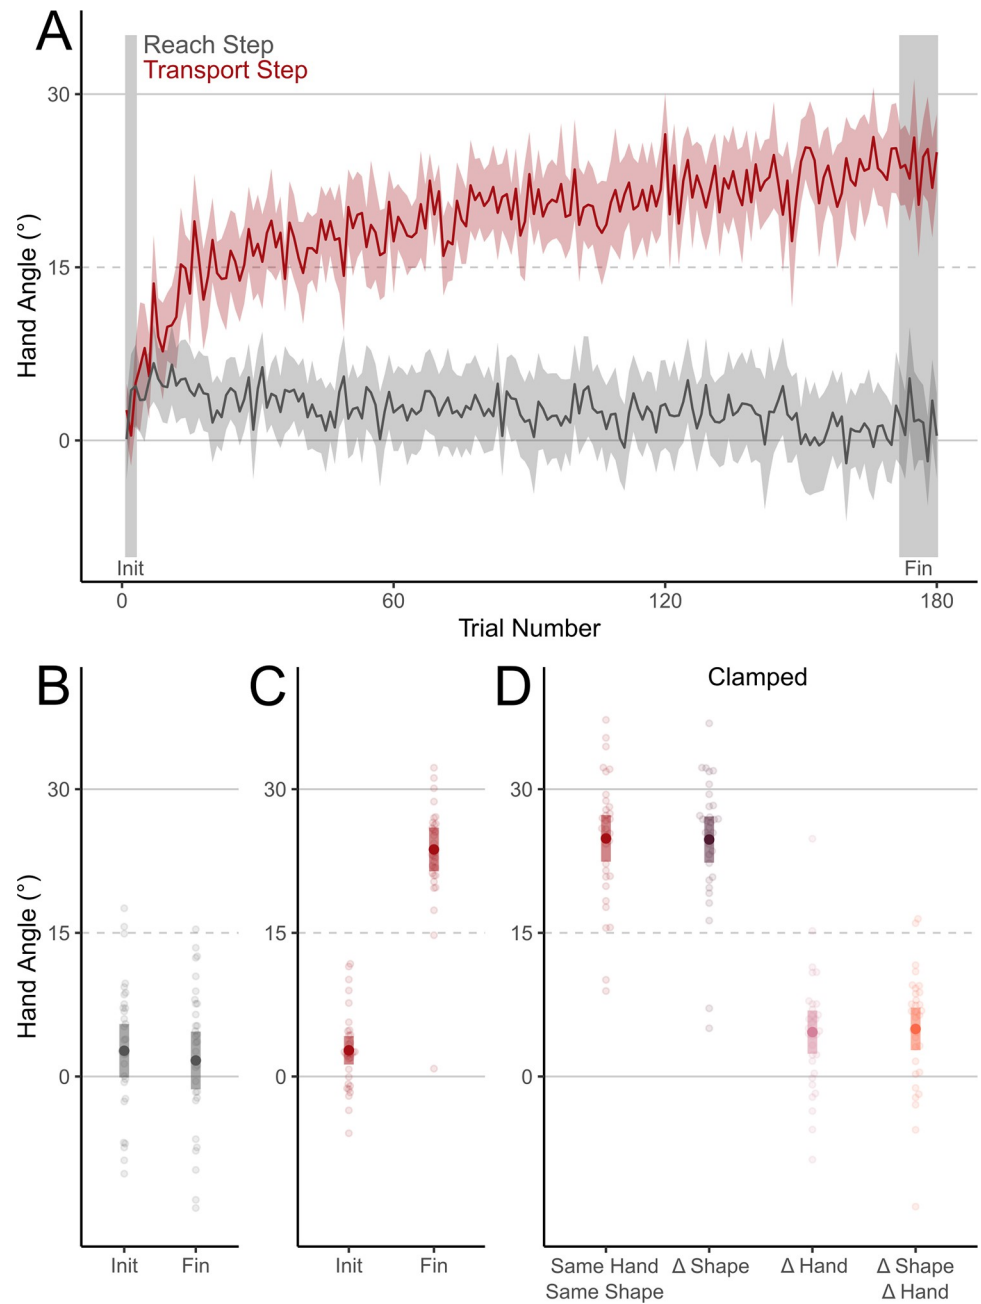 A
Reach Step
Transport Step
30
15
0
Hand Angle (°)
Init
Fin
0
60
120
180
Trial Number
B
C
D
Clamped
30
15
0
30
15
0
30
15
0
Hand Angle (°)
Init
Fin
Init
Fin
Same Hand
Same Shape
Δ Shape
Δ Hand
Δ Shape
Δ Hand